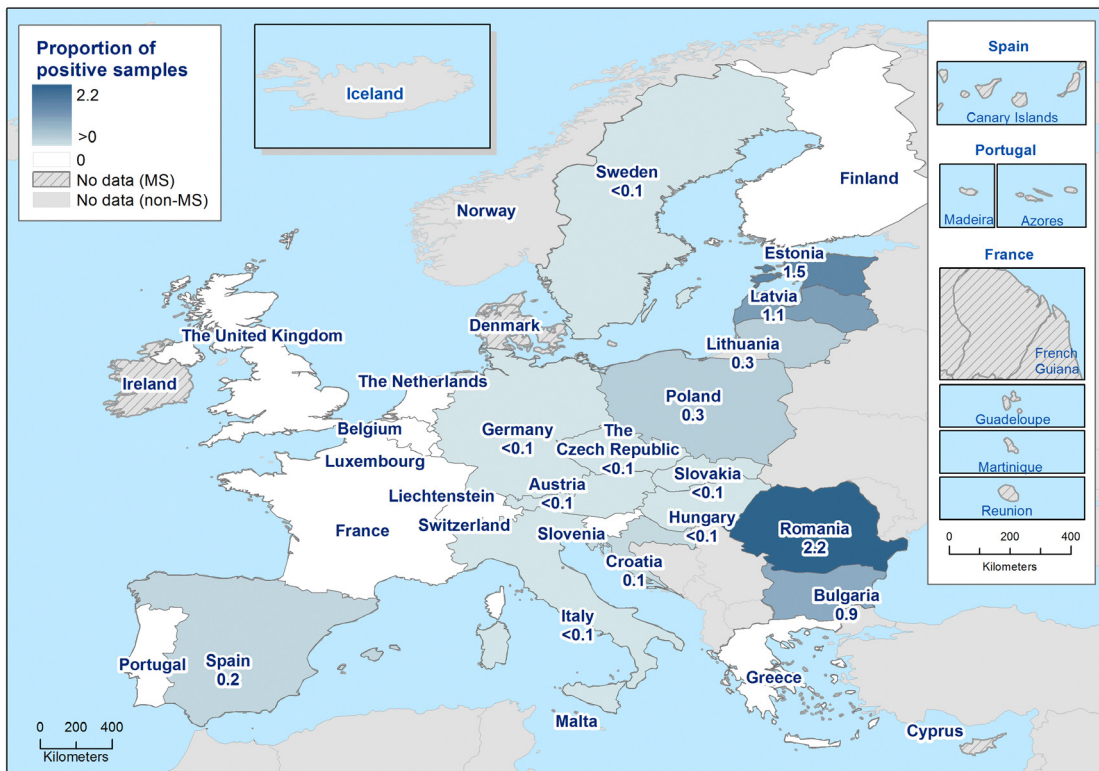 Proportion of
positive samples
2.2
>0
0
No data (MS)
No data (non-MS)
Iceland
Spain
Canary Islands
Portugal
Madeira
Azores
France
French
Guiana
Guadeloupe
Martinique
Reunion
0 200 400
Kilometers
Sweden
<0.1
Finland
Norway
Estonia
1.5
Latvia
1.1
Lithuania
0.3
Denmark
The United Kingdom
Ireland
The Netherlands
Poland
0.3
Belgium
Germany
<0.1
The
Czech Republic
<0.1
Luxembourg
Slovakia
<0.1
Austria
<0.1
Liechtenstein
Hungary
<0.1
France
Switzerland
Slovenia
Romania
2.2
Croatia
0.1
Bulgaria
0.9
Italy
<0.1
Portugal
Spain
0.2
Greece
Malta
Cyprus
0 200 400
Kilometers